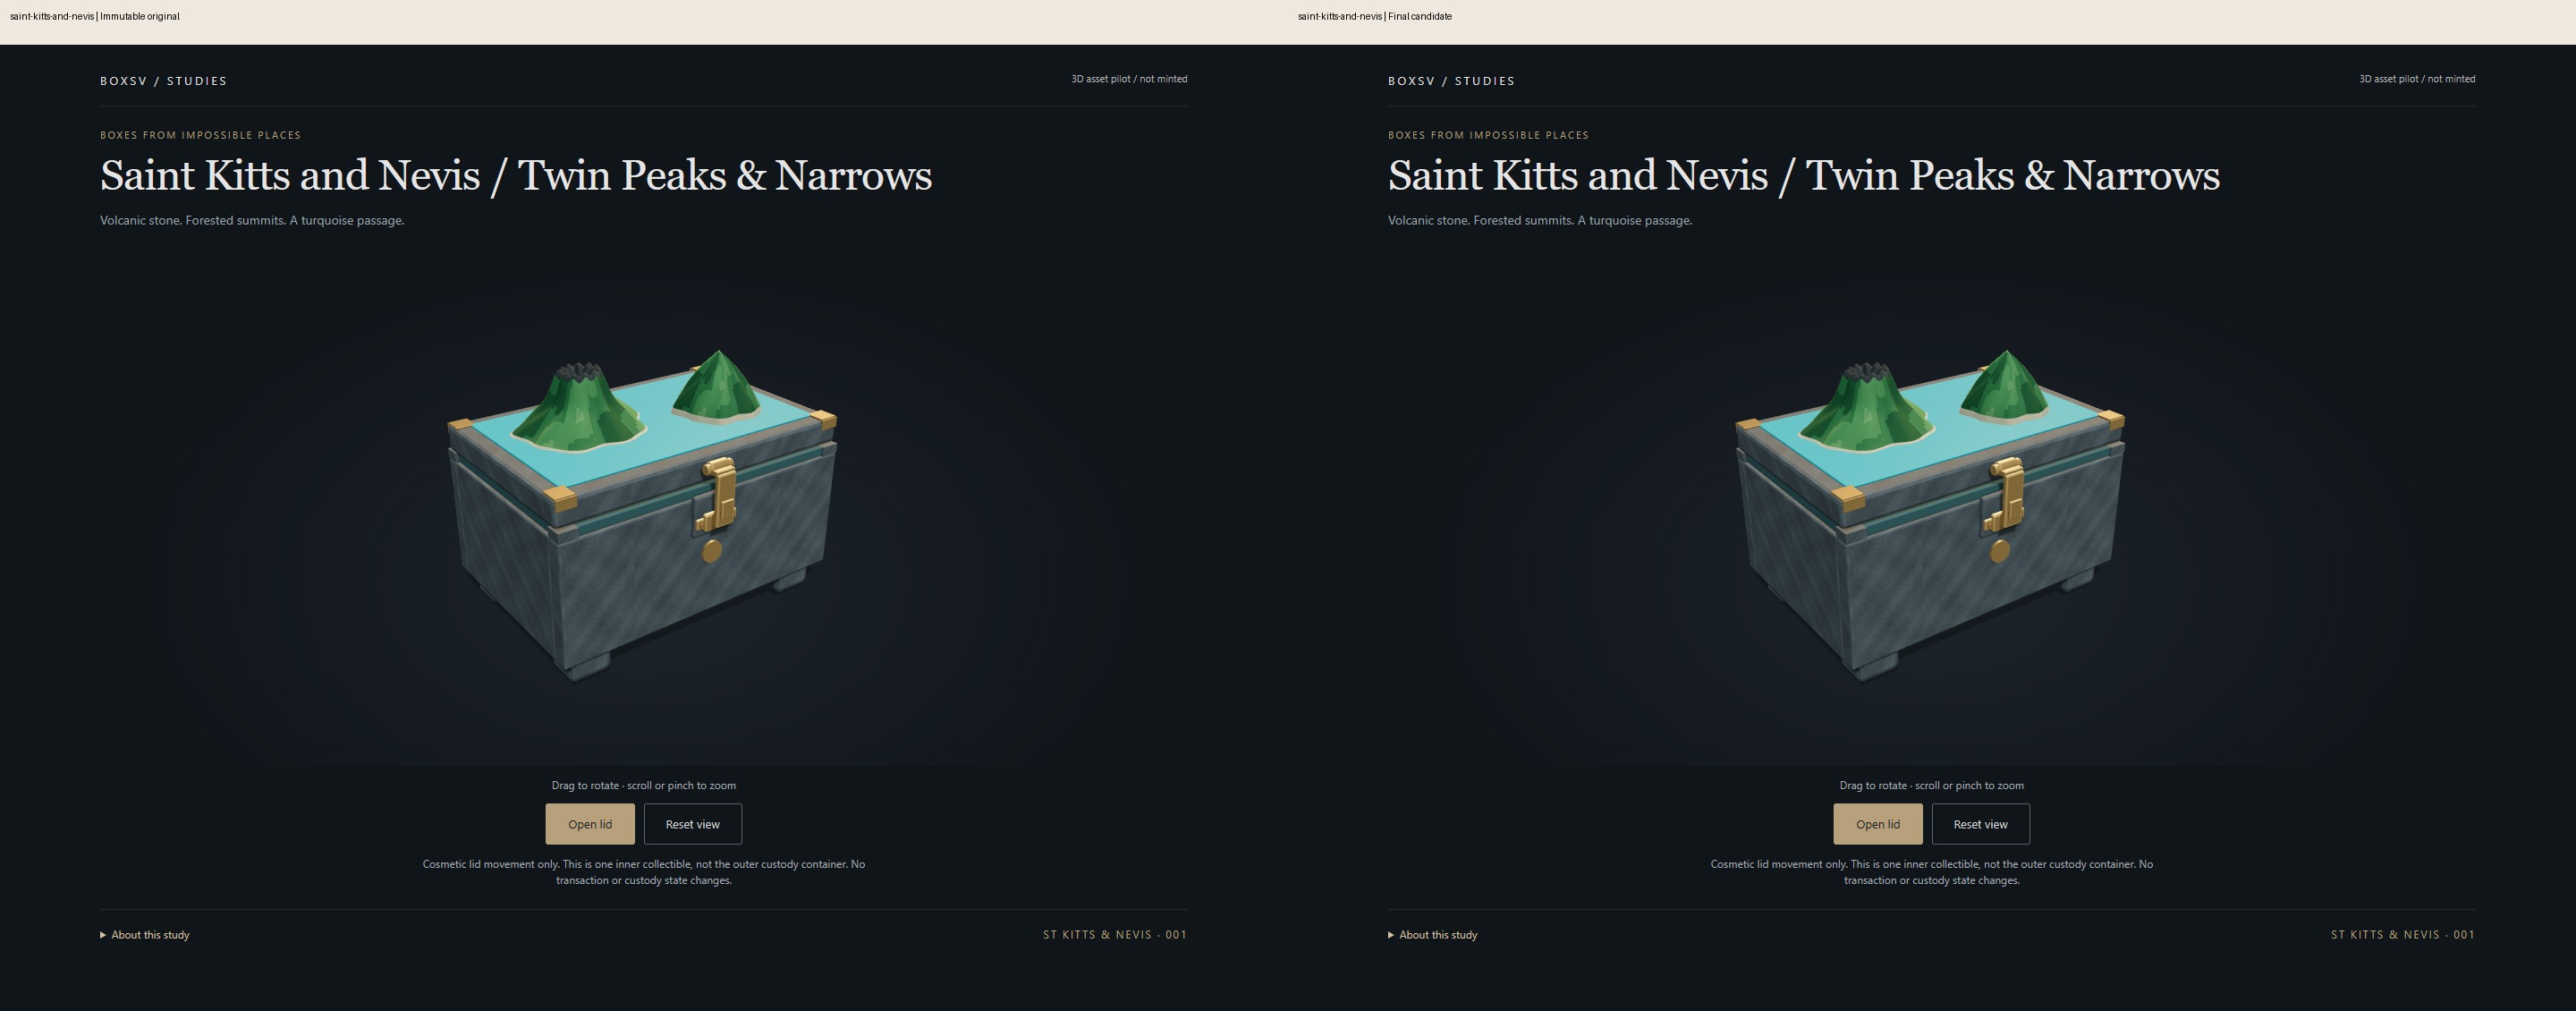 saint-kitts-and-nevis | Immutable original
BOXSV / STUDIES
3D asset pilot / not minted
BOXES FROM IMPOSSIBLE PLACES
Saint Kitts and Nevis / Twin Peaks & Narrows
Volcanic stone. Forested summits. A turquoise passage.
Drag to rotate · scroll or pinch to zoom
Open lid
Reset view
Cosmetic lid movement only. This is one inner collectible, not the outer custody container. No
transaction or custody state changes.
▶ About this study
ST KITTS & NEVIS · 001
saint-kitts-and-nevis | Final candidate
BOXSV / STUDIES
3D asset pilot / not minted
BOXES FROM IMPOSSIBLE PLACES
Saint Kitts and Nevis / Twin Peaks & Narrows
Volcanic stone. Forested summits. A turquoise passage.
Drag to rotate · scroll or pinch to zoom
Open lid
Reset view
Cosmetic lid movement only. This is one inner collectible, not the outer custody container. No
transaction or custody state changes.
▶ About this study
ST KITTS & NEVIS · 001